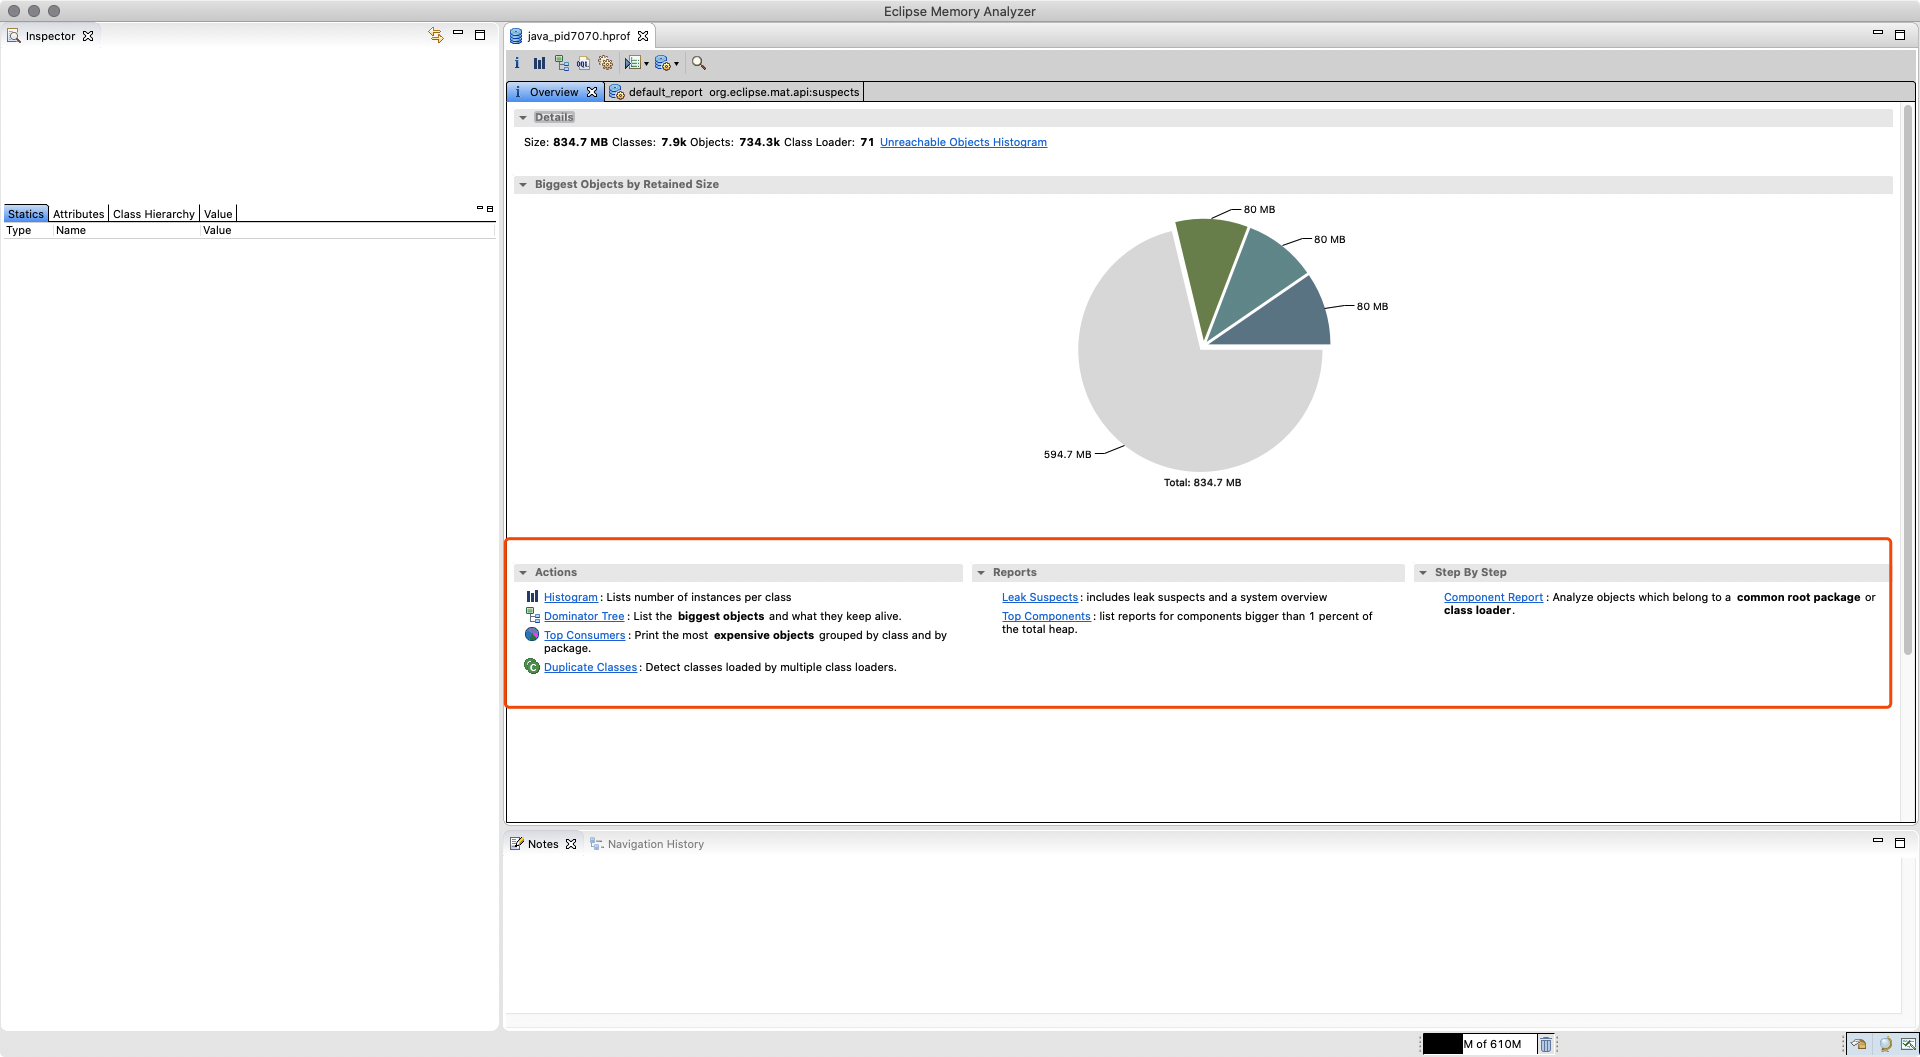 Eclipse Memory Analyzer
Inspector
java_pid7070.hprof
i
OQL
i Overview
default_report org.eclipse.mat.api:suspects
Details
Size: 834.7 MB Classes: 7.9k Objects: 734.3k Class Loader: 71 Unreachable Objects Histogram
Biggest Objects by Retained Size
80 MB
80 MB
80 MB
594.7 MB
Total: 834.7 MB
Statics Attributes Class Hierarchy Value
Type Name Value
Actions
Histogram : Lists number of instances per class
Dominator Tree : List the biggest objects and what they keep alive.
Top Consumers : Print the most expensive objects grouped by class and by
package.
Duplicate Classes : Detect classes loaded by multiple class loaders.
Reports
Leak Suspects : includes leak suspects and a system overview
Top Components : list reports for components bigger than 1 percent of
the total heap.
Step By Step
Component Report : Analyze objects which belong to a common root package or
class loader.
Notes
Navigation History
M of 610M